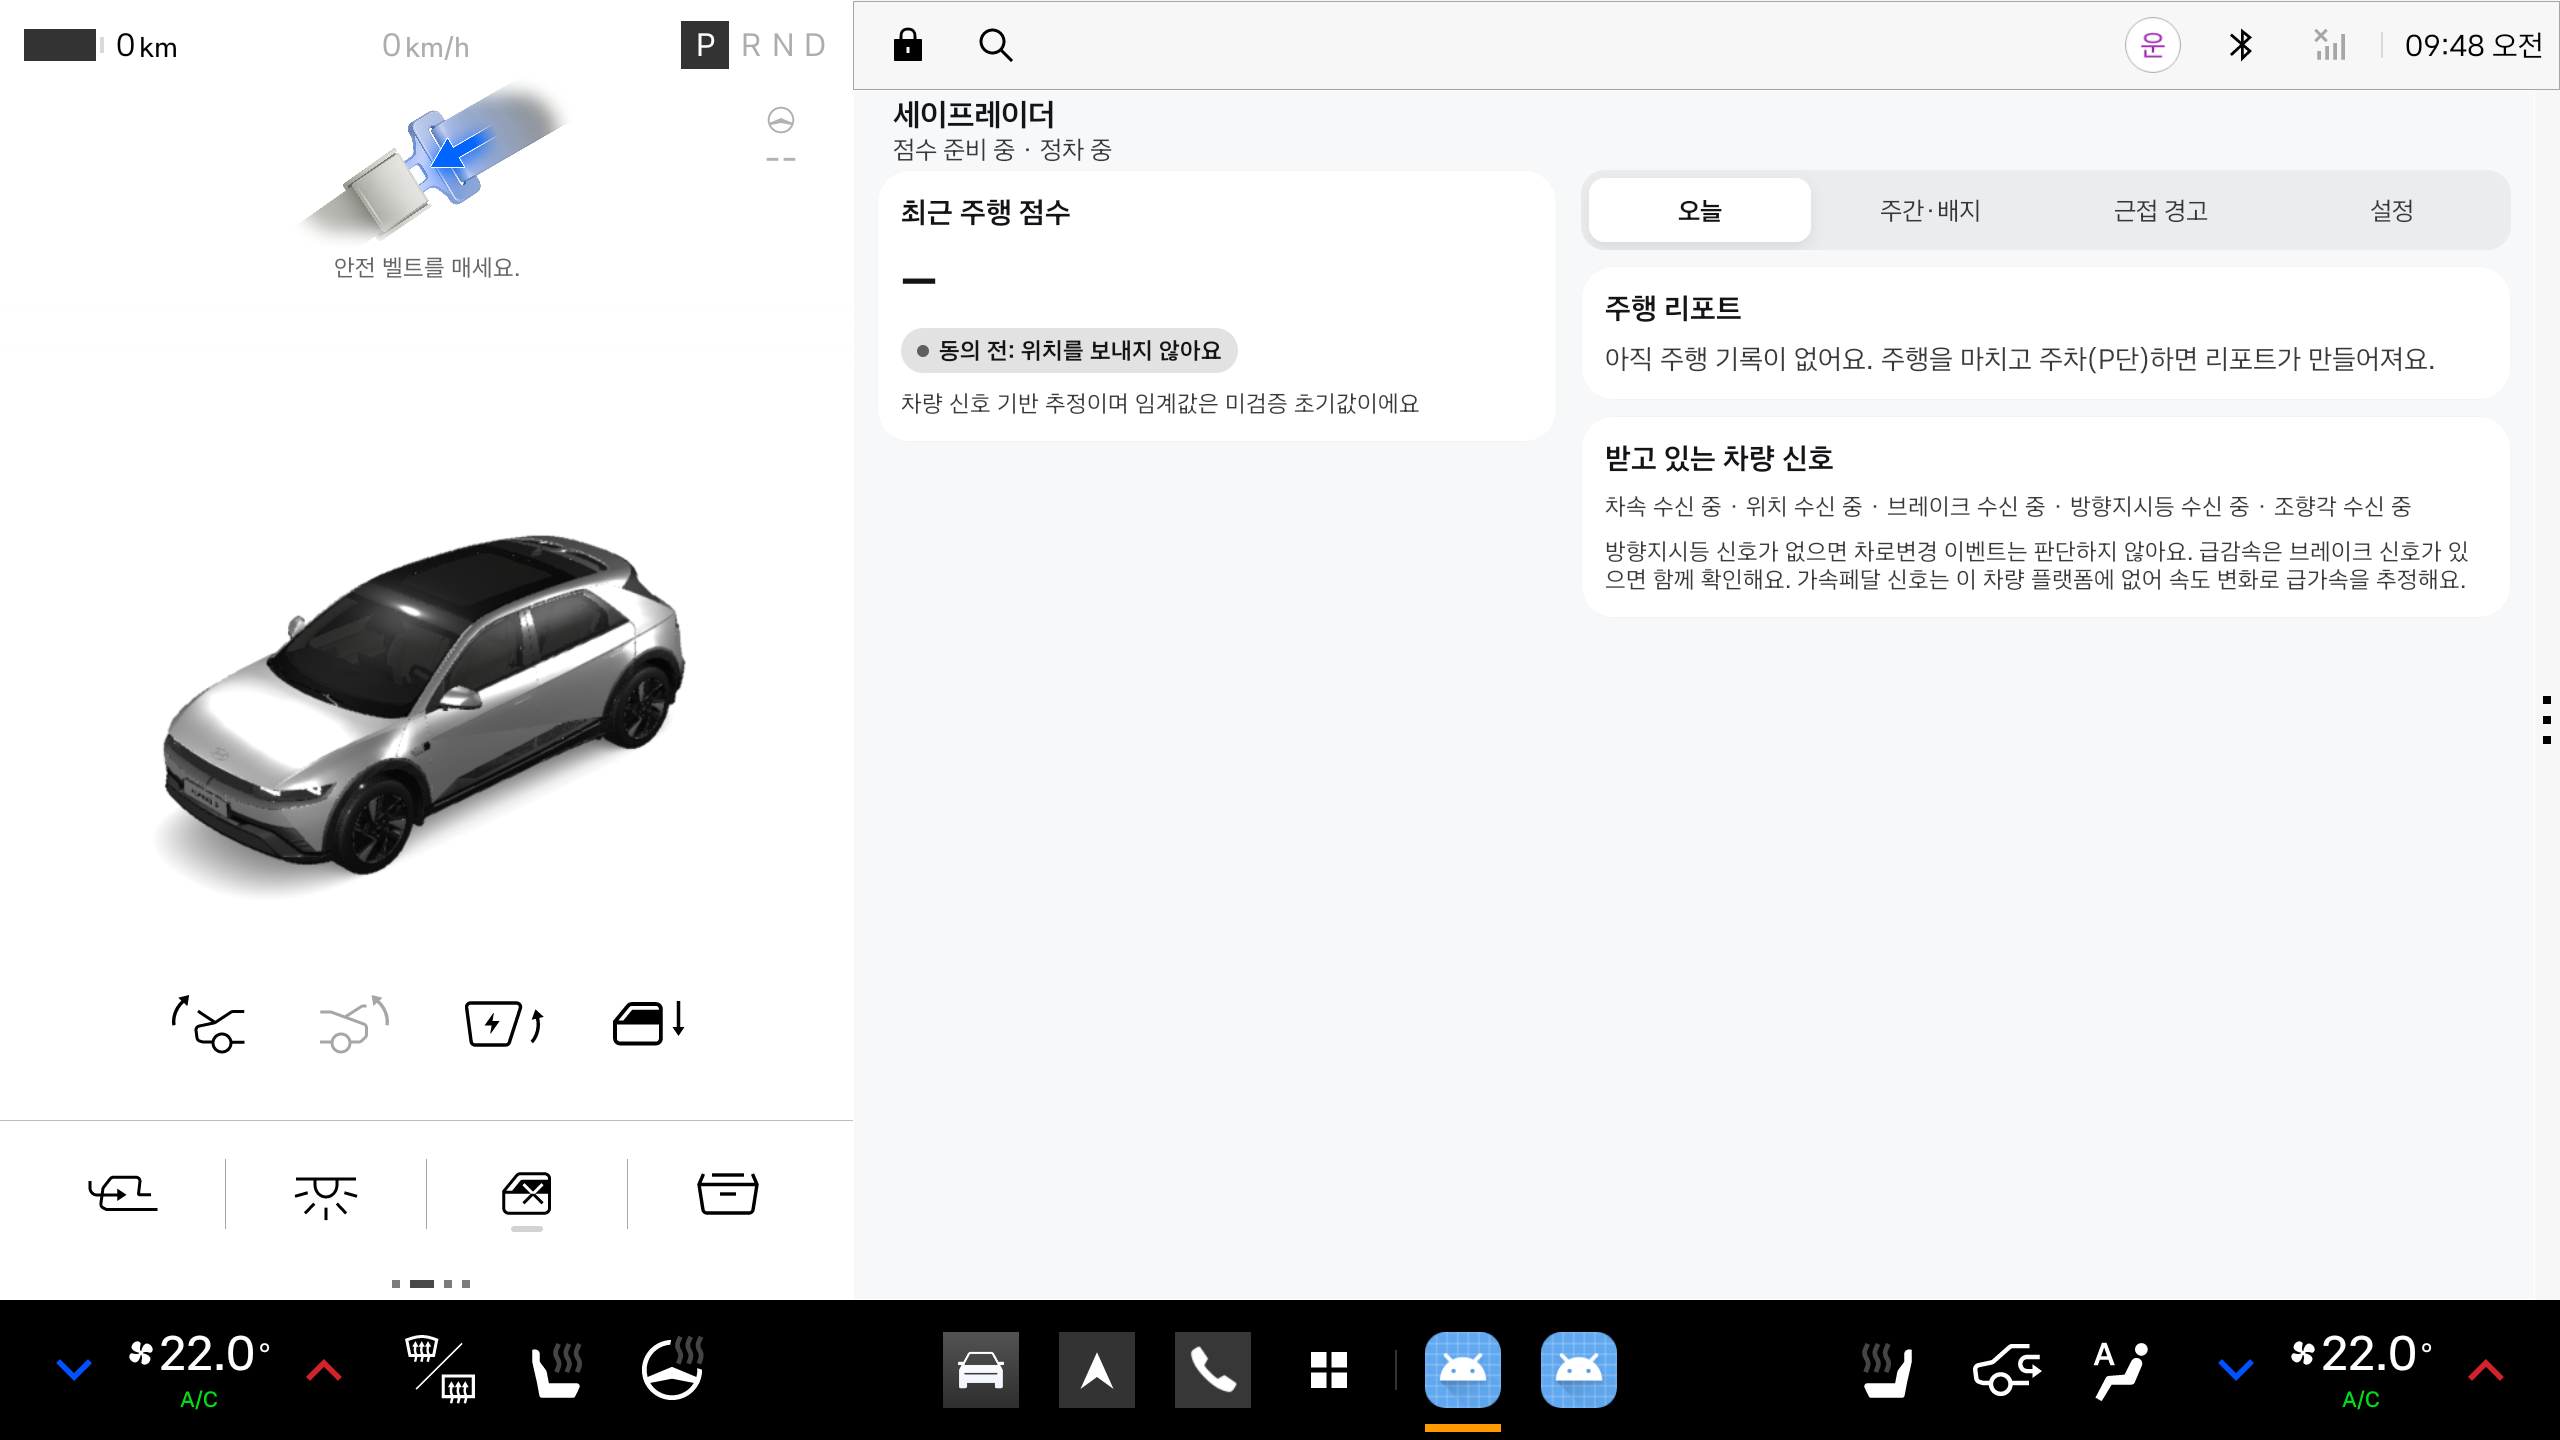 0 km
0 km/h
P R N D
안전 벨트를 매세요.
운
09:48 오전
세이프레이더
점수 준비 중 · 정차 중
최근 주행 점수
–
동의 전: 위치를 보내지 않아요
차량 신호 기반 추정이며 임계값은 미검증 초기값이에요
오늘
주간·배지
근접 경고
설정
주행 리포트
아직 주행 기록이 없어요. 주행을 마치고 주차(P단)하면 리포트가 만들어져요.
받고 있는 차량 신호
차속 수신 중 · 위치 수신 중 · 브레이크 수신 중 · 방향지시등 수신 중 · 조향각 수신 중
방향지시등 신호가 없으면 차로변경 이벤트는 판단하지 않아요. 급감속은 브레이크 신호가 있
으면 함께 확인해요. 가속페달 신호는 이 차량 플랫폼에 없어 속도 변화로 급가속을 추정해요.
22.0°
A/C
A
22.0°
A/C